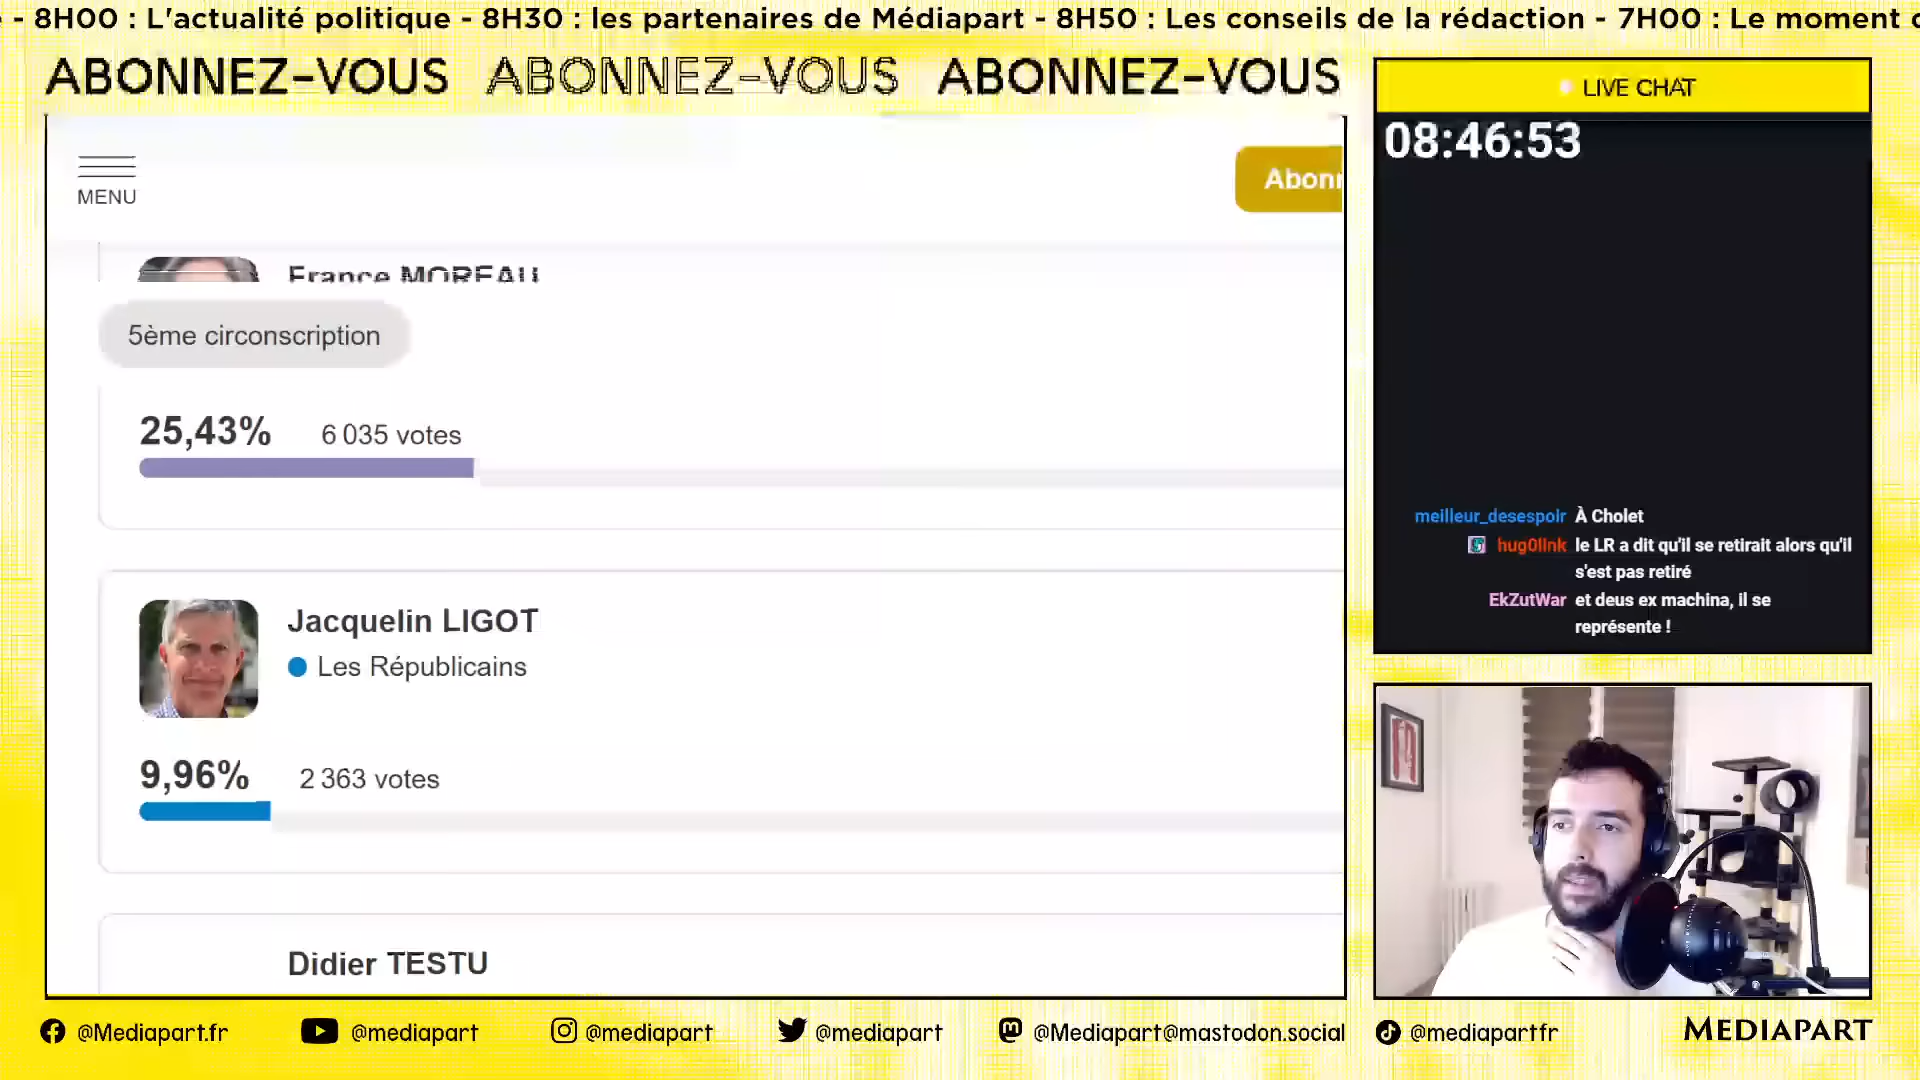 - 8H00 : L'actualité politique - 8H30 : les partenaires de Médiapart - 8H50 : Les conseils de la rédaction - 7H00 : Le moment
ABONNEZ-VOUS ABONNEZ-VOUS ABONNEZ-VOUS
MENU
Abonn
France MOREAU
5ème circonscription
25,43% 6 035 votes
Jacquelin LIGOT
Les Républicains
9,96% 2 363 votes
Didier TESTU
LIVE CHAT
08:46:53
meilleur_desespoir À Cholet
hug0link le LR a dit qu'il se retirait alors qu'il
s'est pas retiré
EkZutWar et deus ex machina, il se
représente !
@Mediapart.fr @mediapart @mediapart @mediapart @Mediapart@mastodon.social @mediapartfr MEDIAPART